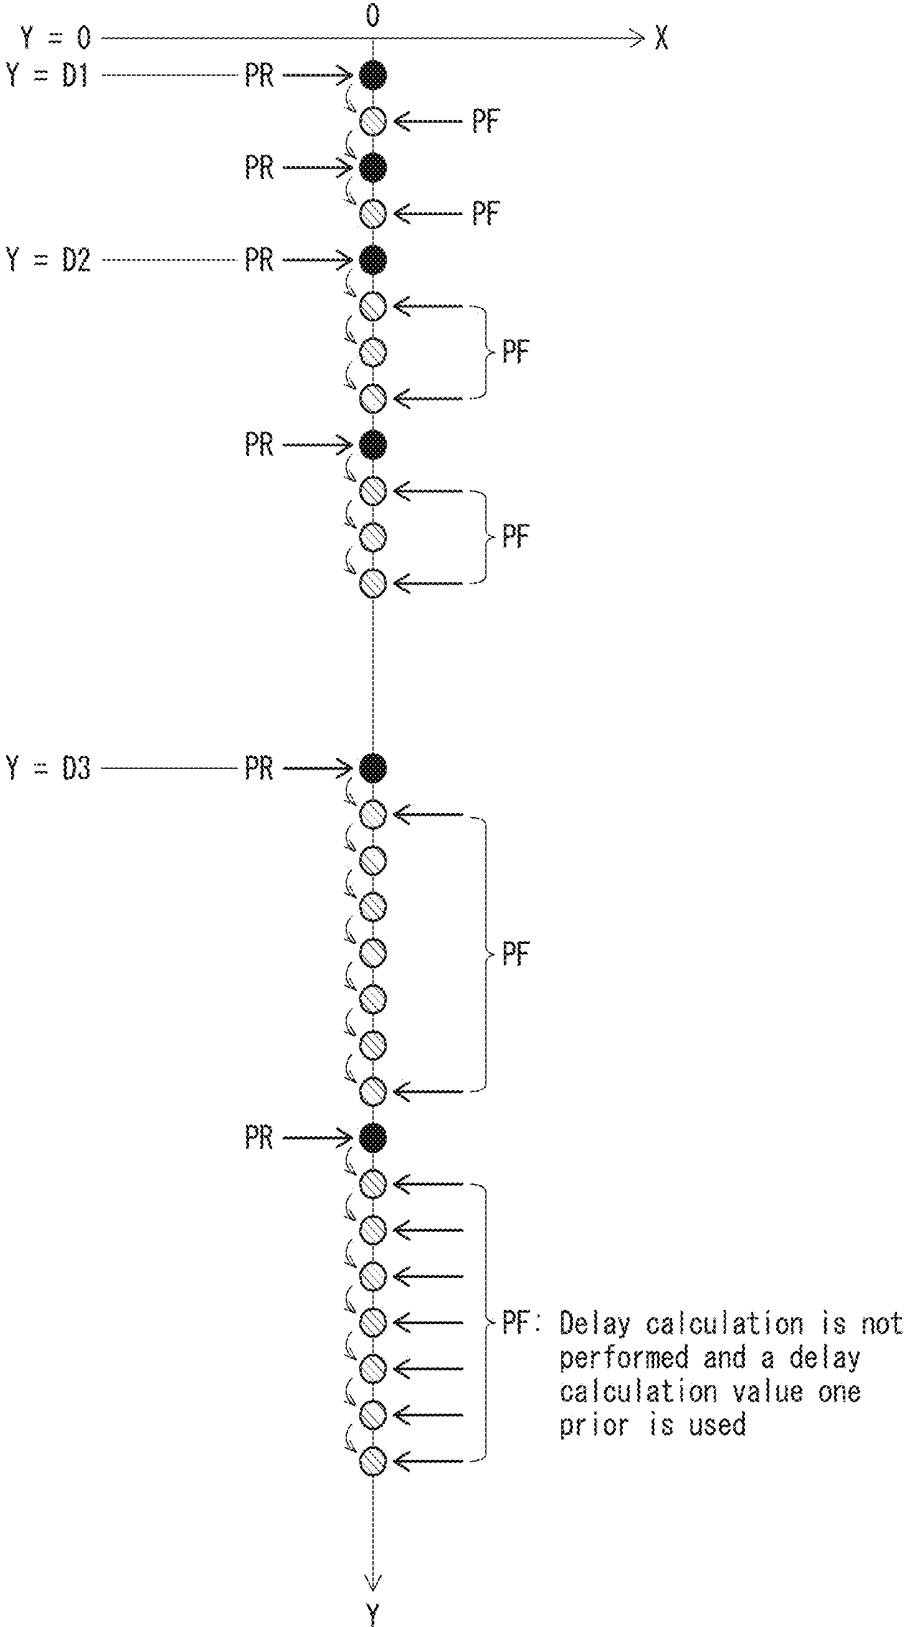 0
Y = 0 X
Y = D1 PR
PF
PR
PF
Y = D2 PR
PF
PR
PF
Y = D3 PR
PF
PR
PF: Delay calculation is not
performed and a delay
calculation value one
prior is used
Y